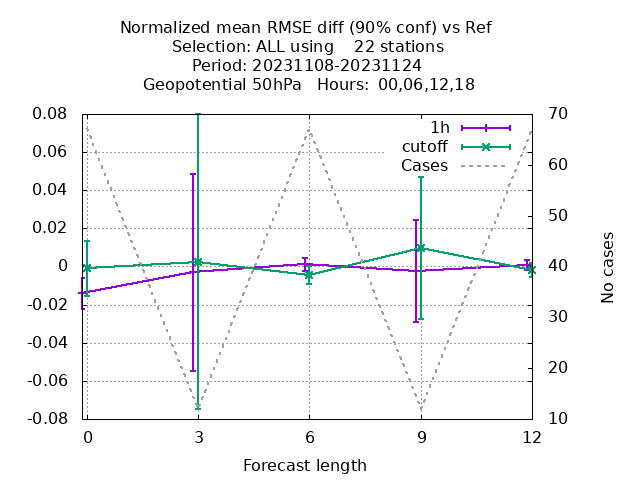 Normalized mean RMSE diff (90% conf) vs Ref
Selection: ALL using 22 stations
Period: 20231108-20231124
Geopotential 50hPa Hours: 00,06,12,18
0.08 70
1h
cutoff
Cases
0.06 60
0.04
0.02 50
0 40
-0.02
-0.04 30
-0.06 20
-0.08 10
No cases
0 3 6 9 12
Forecast length